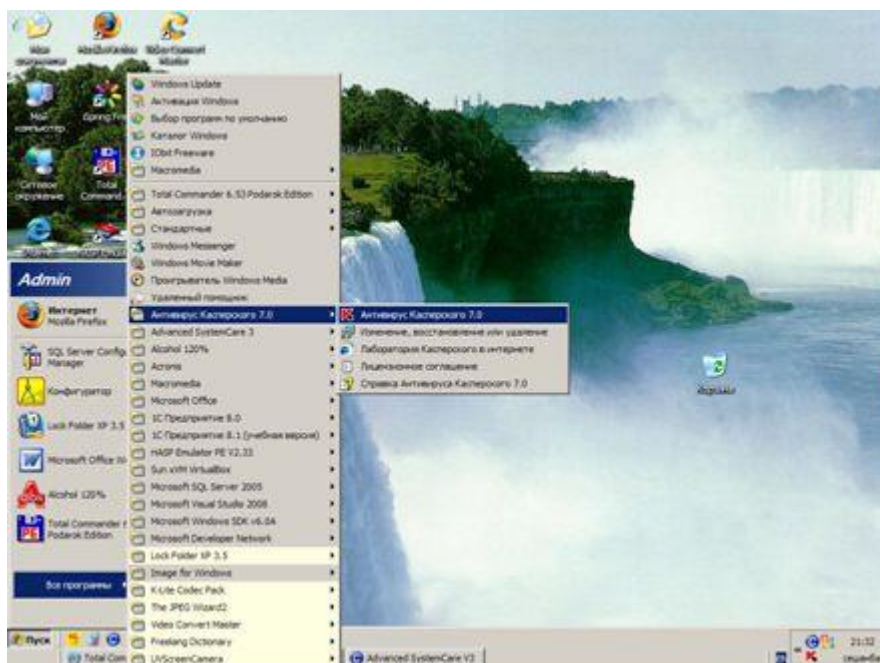 Мой компьютер
Сетевое окружение
Total
Корзина
Windows Update
Активация Windows
Выбор программ по умолчанию
Каталог Windows
IObit Freeware
Macromedia
Total Commander 6.53 Podarok Edition
Автозагрузка
Стандартные
Windows Messenger
Windows Movie Maker
Проигрыватель Windows Media
Удаленный помощник
Антивирус Касперского 7.0
Advanced SystemCare 3
Alcohol 120%
Acronis
Macromedia
Microsoft Office
1С Предприятие 8.0
1С Предприятие 8.1 (учебная версия)
HASP Emulator PE V2.33
Sun xVM VirtualBox
Microsoft SQL Server 2005
Microsoft Visual Studio 2008
Microsoft Windows SDK v6.0A
Microsoft Developer Network
Lock Folder XP 3.5
Image for Windows
K-Lite Codec Pack
The JPEG Wizard2
Video Convert Master
Freelang Dictionary
UVScreenCamera
Антивирус Касперского 7.0
Изменение, восстановление или удаление
Лаборатория Касперского в интернете
Лицензионное соглашение
Справка Антивируса Касперского 7.0
Admin
Интернет
Mozilla Firefox
SQL Server Config
Manager
Конфигуратор
Lock Folder XP 3.5
Microsoft Office
Alcohol 120%
Total Commander
Podarok Edition
Все программы
Пуск
Total Com
Advanced SystemCare V3
21:32